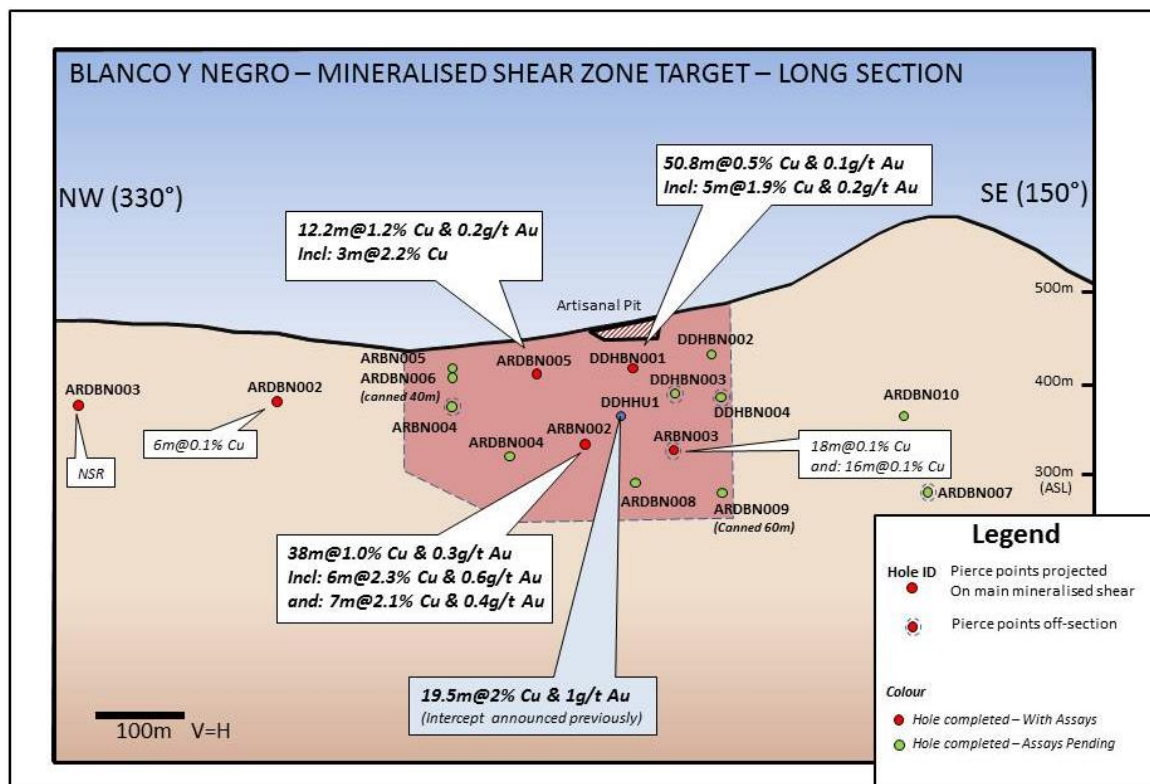 BLANCO Y NEGRO – MINERALISED SHEAR ZONE TARGET – LONG SECTION
NW (330°)
SE (150°)
50.8m@0.5% Cu & 0.1g/t Au
Incl: 5m@1.9% Cu & 0.2g/t Au
12.2m@1.2% Cu & 0.2g/t Au
Incl: 3m@2.2% Cu
Artisanal Pit
500m
400m
300m
(ASL)
ARDBN003
NSR
ARDBN002
6m@0.1% Cu
ARBN005
ARDBN006
(canned 40m)
ARBN004
ARDBN005
DDHBN001
DDHBN002
DDHBN003
DDHBN004
DDHHU1
ARDBN004
ARBN002
ARBN003
18m@0.1% Cu
and: 16m@0.1% Cu
ARDBN010
ARDBN007
ARDBN008
ARDBN009
(Canned 60m)
38m@1.0% Cu & 0.3g/t Au
Incl: 6m@2.3% Cu & 0.6g/t Au
and: 7m@2.1% Cu & 0.4g/t Au
19.5m@2% Cu & 1g/t Au
(Intercept announced previously)
100m V=H
Legend
Hole ID Pierce points projected
On main mineralised shear
Pierce points off-section
Colour
Hole completed – With Assays
Hole completed – Assays Pending